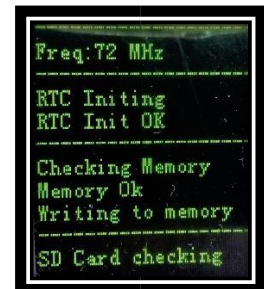 Freq:72 MHz
RTC Initing
RTC Init OK
Checking Memory
Memory Ok
Writing to memory
SD Card checking